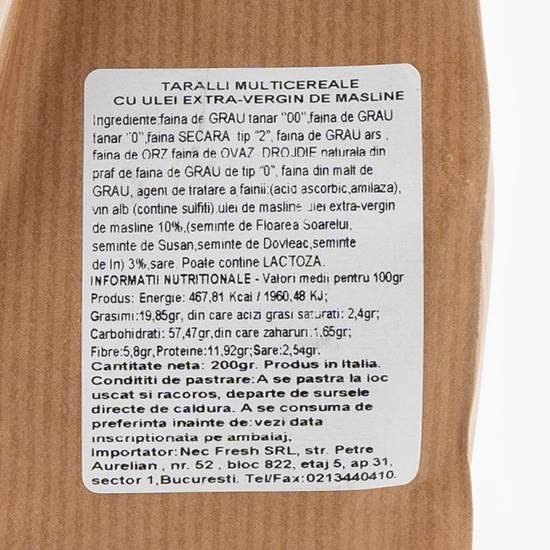 TARALLI MULTICEREALE
CU ULEI EXTRA-VERGIN DE MASLINE
Ingrediente:faina de GRAU tanar "00",faina de GRAU
tanar "0",faina SECARA tip "2", faina de GRAU ars ,
faina de ORZ faina de OVAZ DROJDIE naturala din
praf de faina de GRAU de tip "0", faina din malt de
GRAU, agent de tratare a fainii:(acid ascorbic,amilaza),
vin alb (contine sulfiti).ulei de masline ulei extra-vergin
de masline 10%,(seminte de Floarea Soarelui,
seminte de Susan,seminte de Dovleac,seminte
de In) 3%,sare. Poate contine LACTOZA.
INFORMATII NUTRITIONALE - Valori medii pentru 100gr
Produs: Energie: 467,81 Kcal / 1960,48 KJ;
Grasimi:19,85gr, din care acizi grasi saturati: 2,4gr;
Carbohidrati: 57,47gr,din care zaharuri:1,65gr;
Fibre:5,8gr,Proteine:11,92gr;Sare:2,54gr.
Cantitate neta: 200gr. Produs in Italia.
Condititi de pastrare:A se pastra la loc
uscat si racoros, departe de sursele
directe de caldura. A se consuma de
preferinta inainte de:vezi data
inscriptionata pe ambalaj,
Importator:Nec Fresh SRL, str. Petre
Aurelian , nr. 52 , bloc 822, etaj 5, ap 31,
sector 1,Bucuresti. Tel/Fax:0213440410.